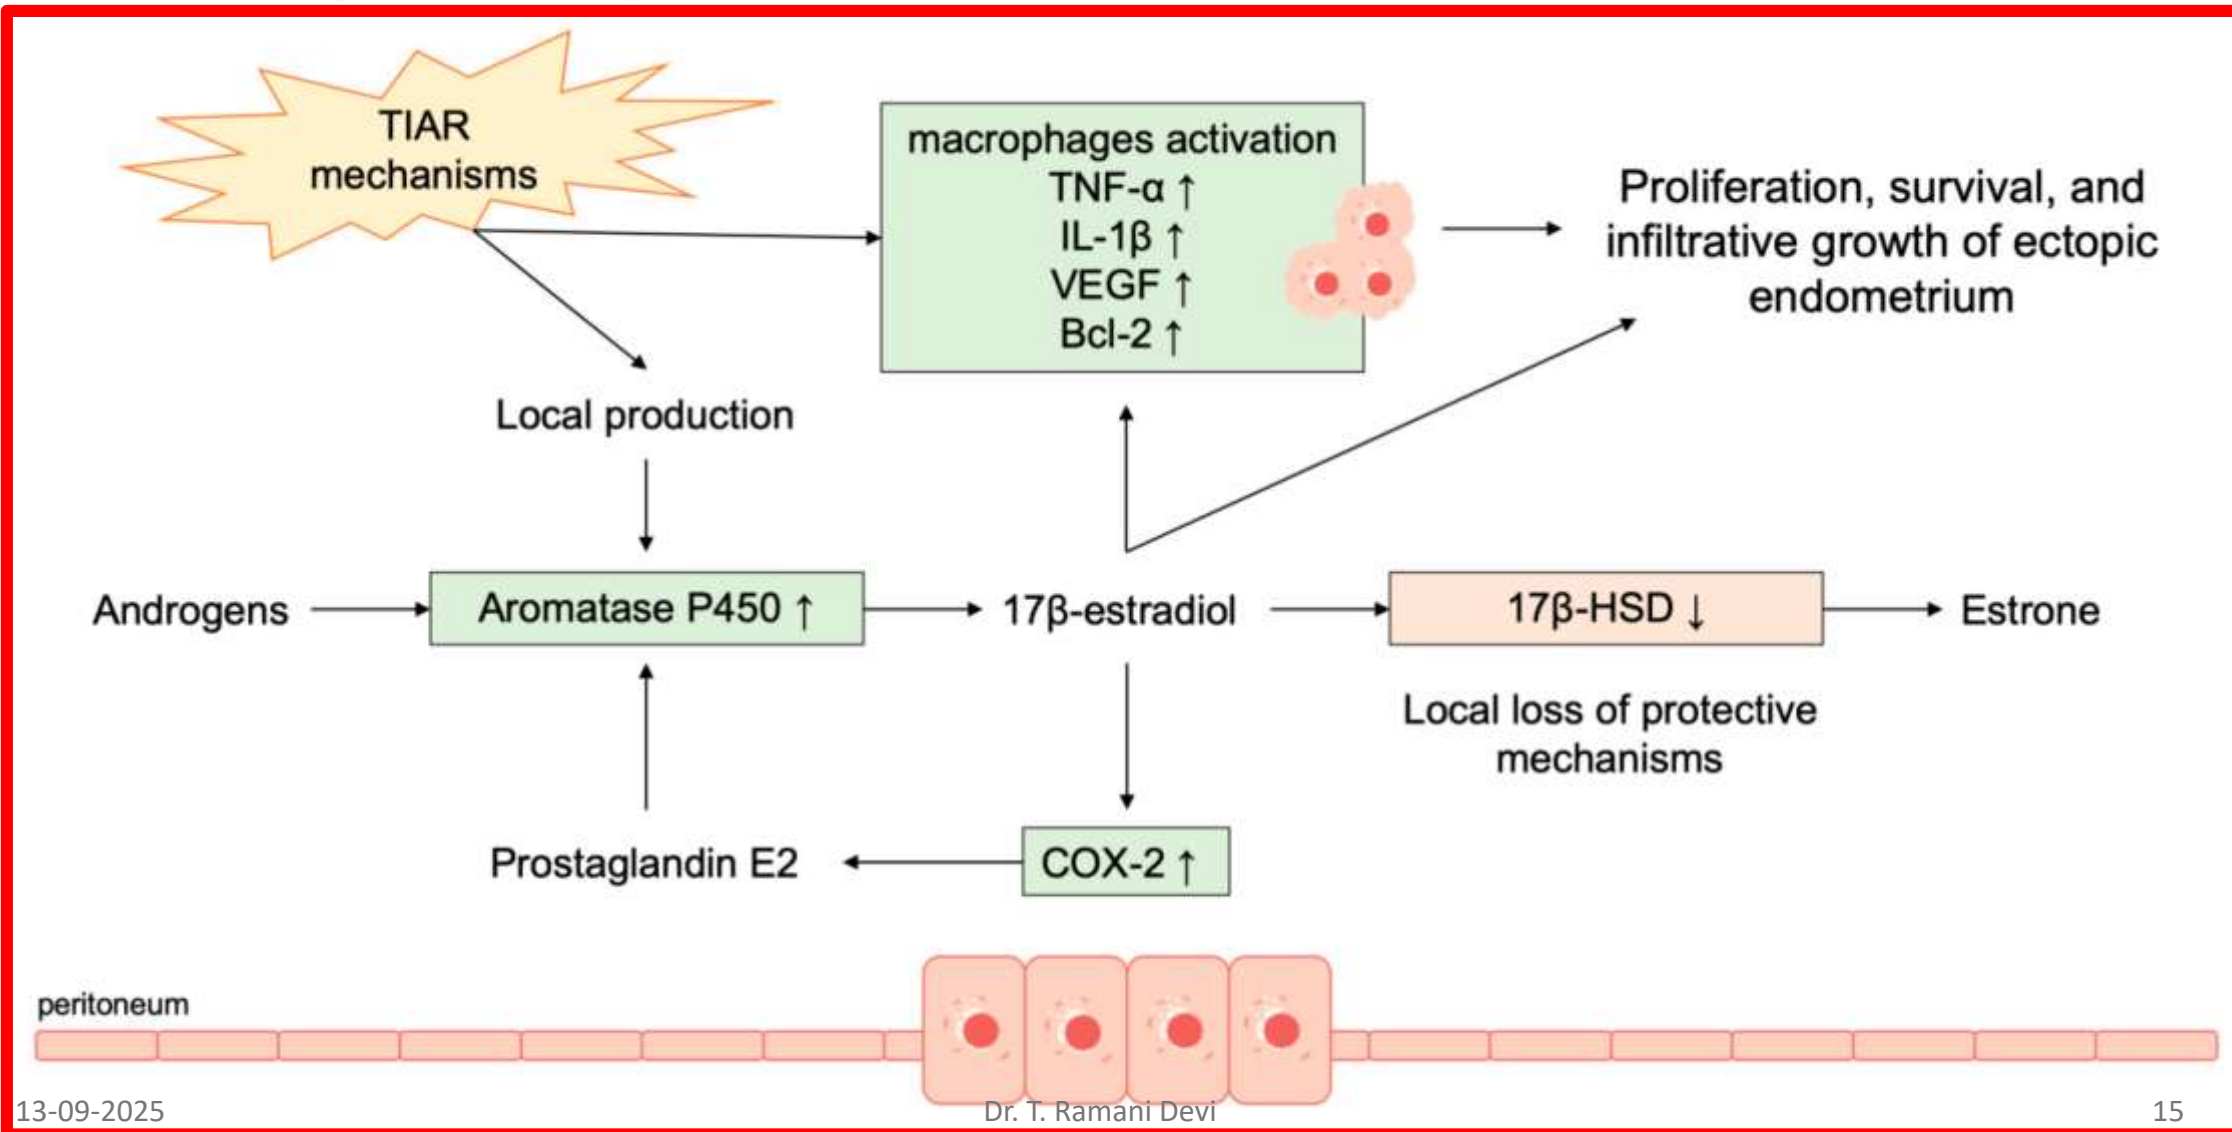 TIAR
mechanisms
macrophages activation
TNF-α ↑
IL-1β ↑
VEGF ↑
Bcl-2 ↑
Proliferation, survival, and
infiltrative growth of ectopic
endometrium
Local production
Androgens
Aromatase P450 ↑
17β-estradiol
17β-HSD ↓
Estrone
Local loss of protective
mechanisms
Prostaglandin E2
COX-2 ↑
peritoneum
13-09-2025
Dr. T. Ramani Devi
15